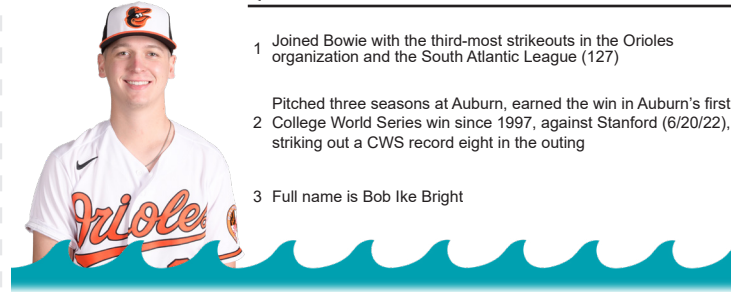 1 Joined Bowie with the third-most strikeouts in the Orioles
organization and the South Atlantic League (127)
Pitched three seasons at Auburn, earned the win in Auburn's first
2 College World Series win since 1997, against Stanford (6/20/22),
striking out a CWS record eight in the outing
3 Full name is Bob Ike Bright
Orioles